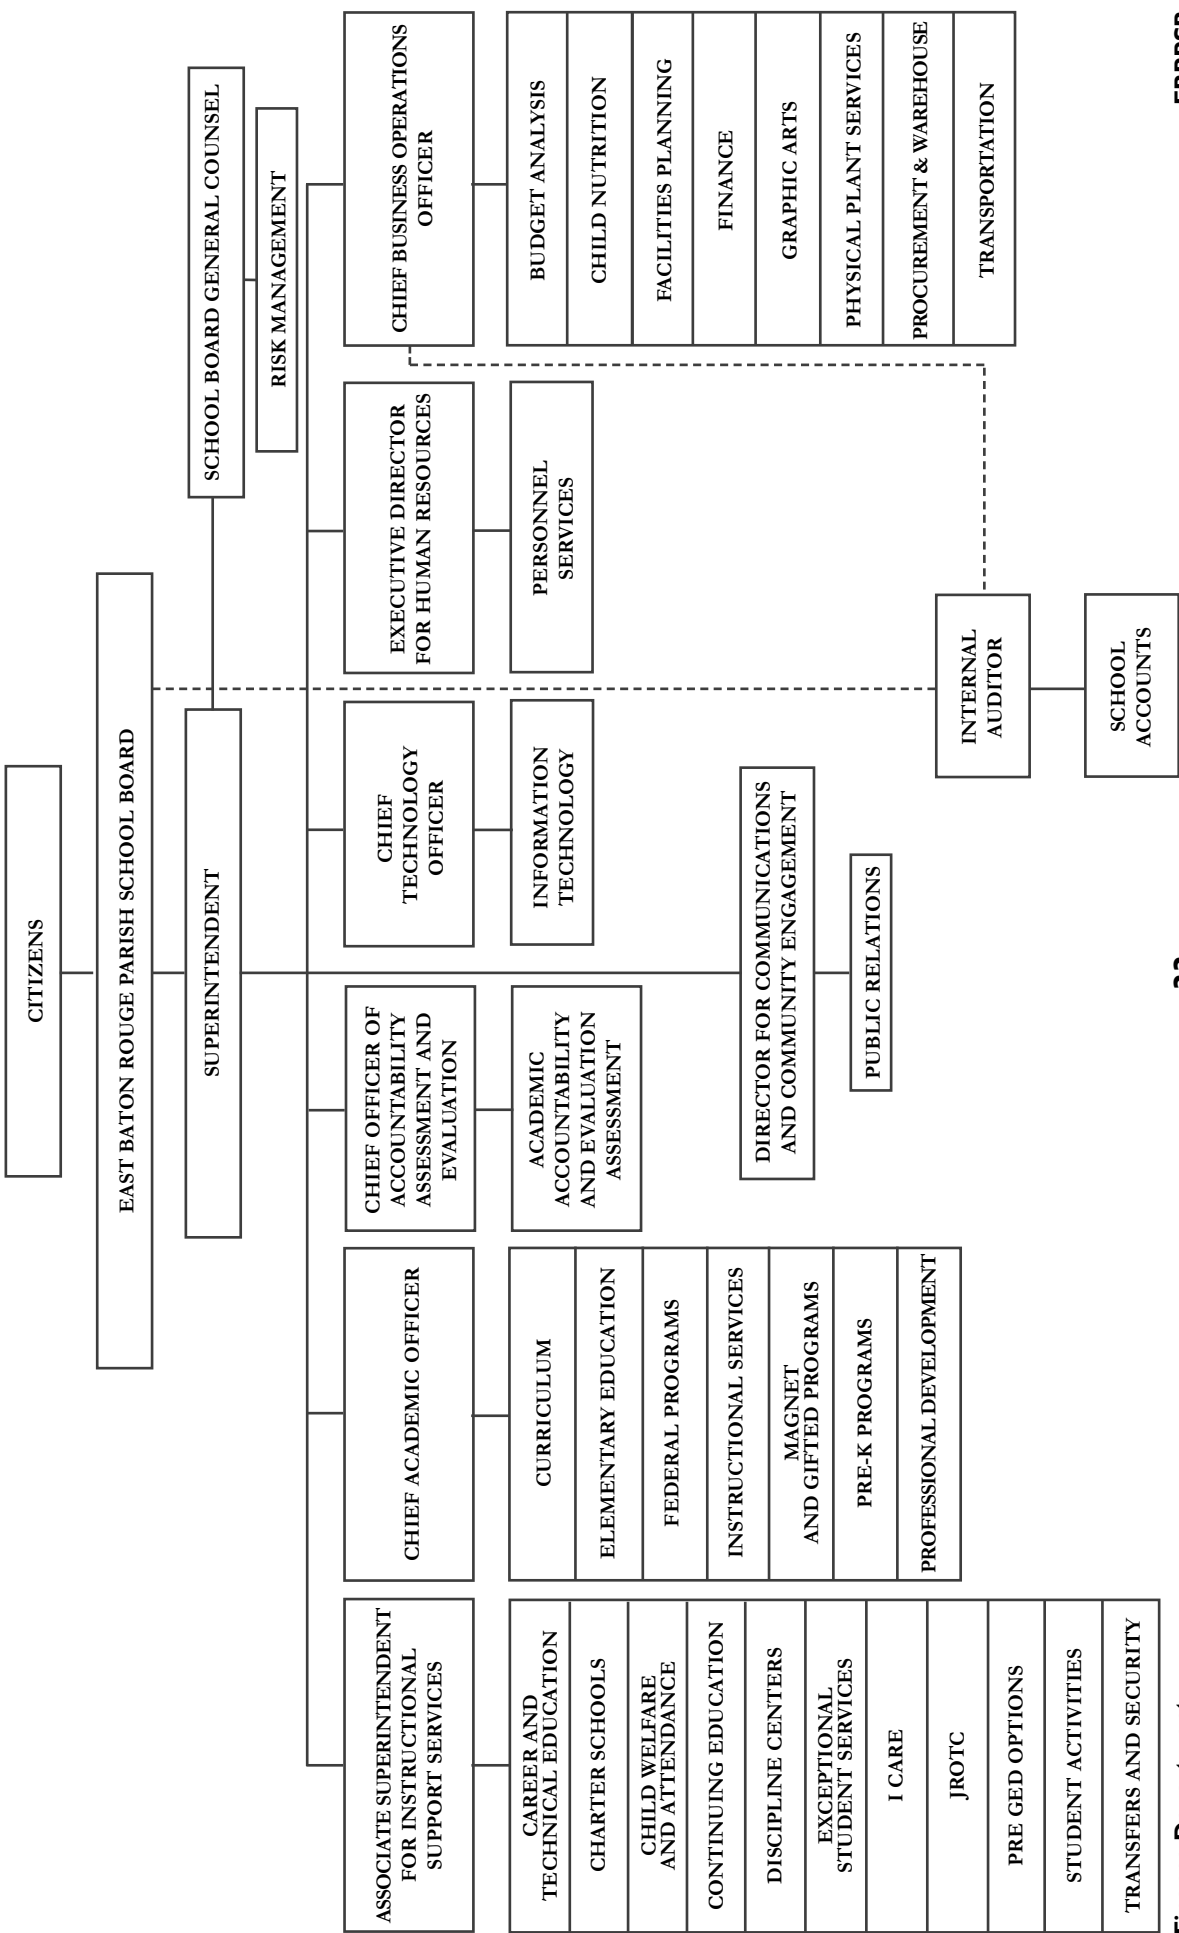 CITIZENS
EAST BATON ROUGE PARISH SCHOOL BOARD
SUPERINTENDENT
SCHOOL BOARD GENERAL COUNSEL
RISK MANAGEMENT
ASSOCIATE SUPERINTENDENT
FOR INSTRUCTIONAL
SUPPORT SERVICES
CAREER AND
TECHNICAL EDUCATION
CHARTER SCHOOLS
CHILD WELFARE
AND ATTENDANCE
CONTINUING EDUCATION
DISCIPLINE CENTERS
EXCEPTIONAL
STUDENT SERVICES
I CARE
JROTC
PRE GED OPTIONS
STUDENT ACTIVITIES
TRANSFERS AND SECURITY
CHIEF ACADEMIC OFFICER
CURRICULUM
ELEMENTARY EDUCATION
FEDERAL PROGRAMS
INSTRUCTIONAL SERVICES
MAGNET
AND GIFTED PROGRAMS
PRE-K PROGRAMS
PROFESSIONAL DEVELOPMENT
CHIEF OFFICER OF
ACCOUNTABILITY
ASSESSMENT AND
EVALUATION
ACADEMIC
ACCOUNTABILITY
AND EVALUATION
ASSESSMENT
CHIEF
TECHNOLOGY
OFFICER
INFORMATION
TECHNOLOGY
EXECUTIVE DIRECTOR
FOR HUMAN RESOURCES
PERSONNEL
SERVICES
CHIEF BUSINESS OPERATIONS
OFFICER
BUDGET ANALYSIS
CHILD NUTRITION
FACILITIES PLANNING
FINANCE
GRAPHIC ARTS
PHYSICAL PLANT SERVICES
PROCUREMENT & WAREHOUSE
TRANSPORTATION
DIRECTOR FOR COMMUNICATIONS
AND COMMUNITY ENGAGEMENT
PUBLIC RELATIONS
INTERNAL
AUDITOR
SCHOOL
ACCOUNTS